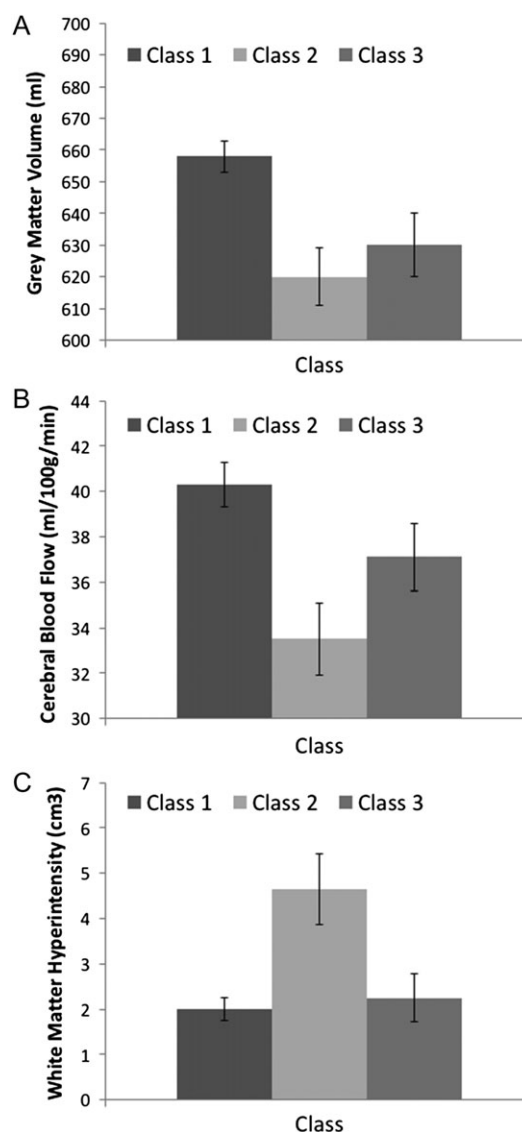 A
Grey Matter Volume (ml)
700
690
680
670
660
650
640
630
620
610
600
Class 1 Class 2 Class 3
Class
B
Cerebral Blood Flow (ml/100g/min)
44
42
40
38
36
34
32
30
Class 1 Class 2 Class 3
Class
C
White Matter Hyperintensity (cm3)
7
6
5
4
3
2
1
0
Class 1 Class 2 Class 3
Class